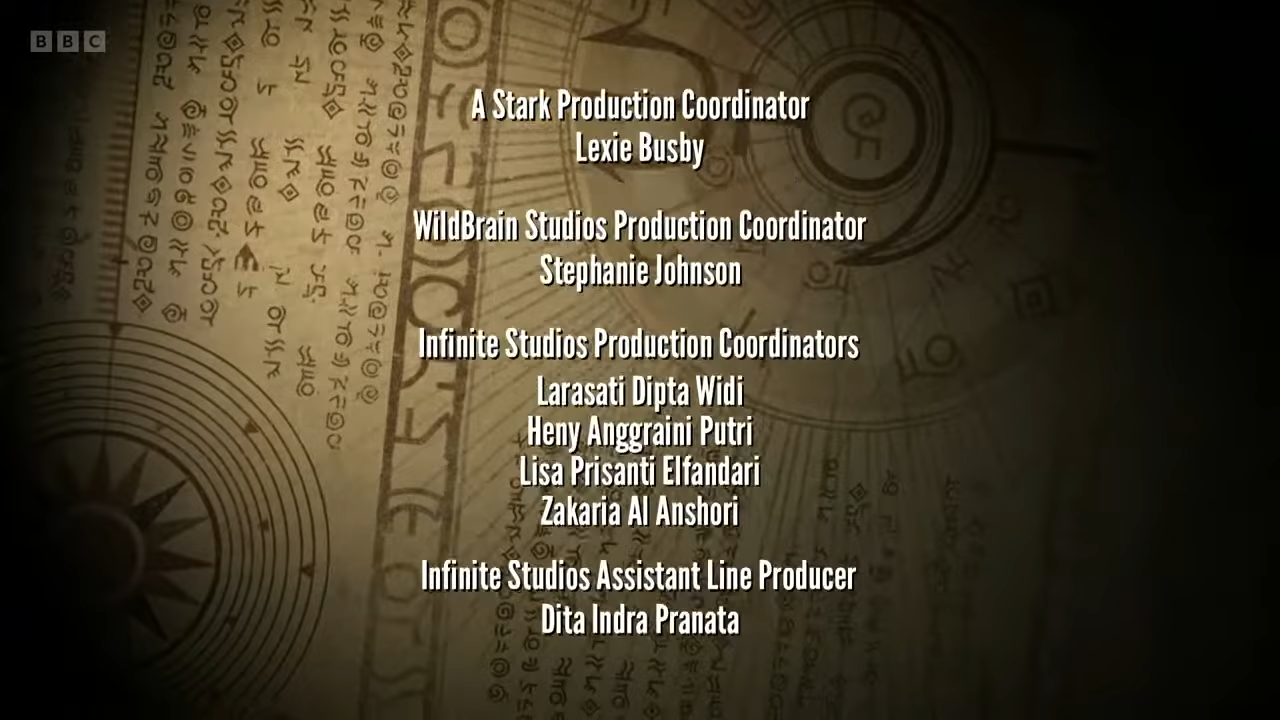 BBC
A Stark Production Coordinator
Lexie Busby
WildBrain Studios Production Coordinator
Stephanie Johnson
Infinite Studios Production Coordinators
Larasati Dipta Widi
Heny Anggraini Putri
Lisa Prisanti Elfandari
Zakaria Al Anshori
Infinite Studios Assistant Line Producer
Dita Indra Pranata